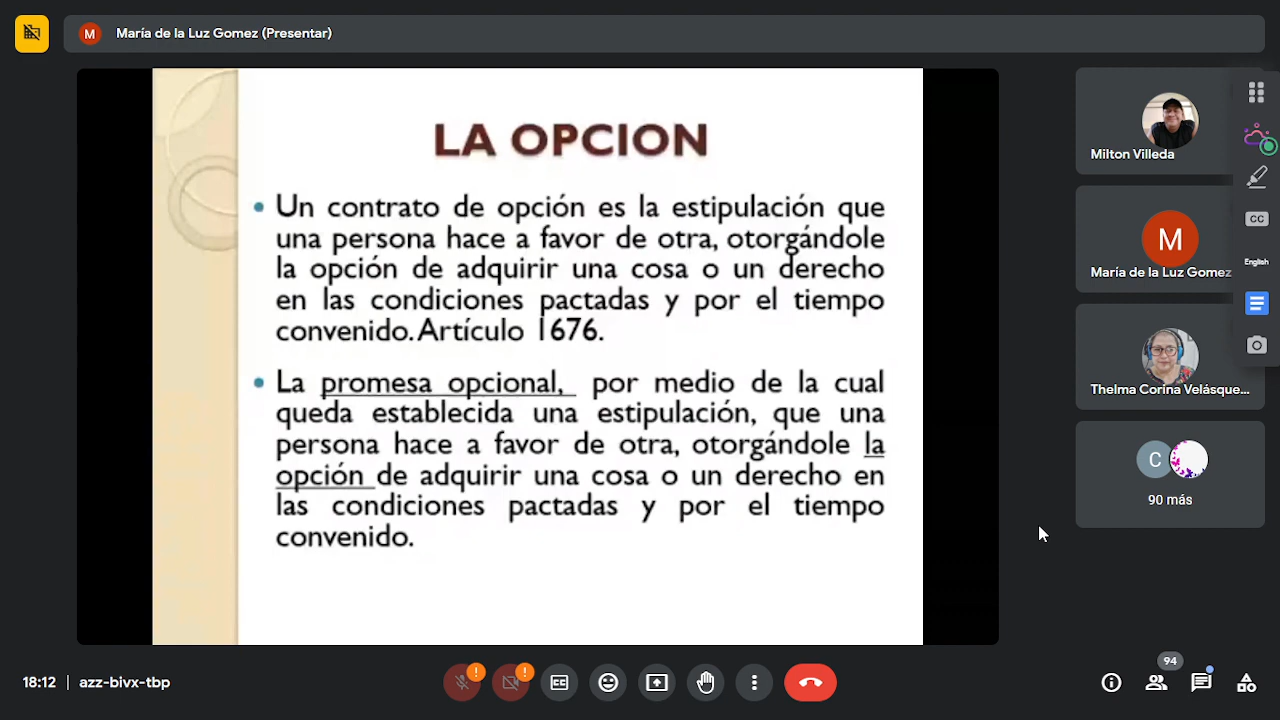 M María de la Luz Gomez (Presentar)
LA OPCION
• Un contrato de opción es la estipulación que
una persona hace a favor de otra, otorgándole
la opción de adquirir una cosa o un derecho
en las condiciones pactadas y por el tiempo
convenido. Artículo 1676.
• La promesa opcional, por medio de la cual
queda establecida una estipulación, que una
persona hace a favor de otra, otorgándole la
opción de adquirir una cosa o un derecho en
las condiciones pactadas y por el tiempo
convenido.
Milton Villeda
M
María de la Luz Gomez
Thelma Corina Velásque...
C
90 más
CC
English
18:12 | azz-bivx-tbp
94